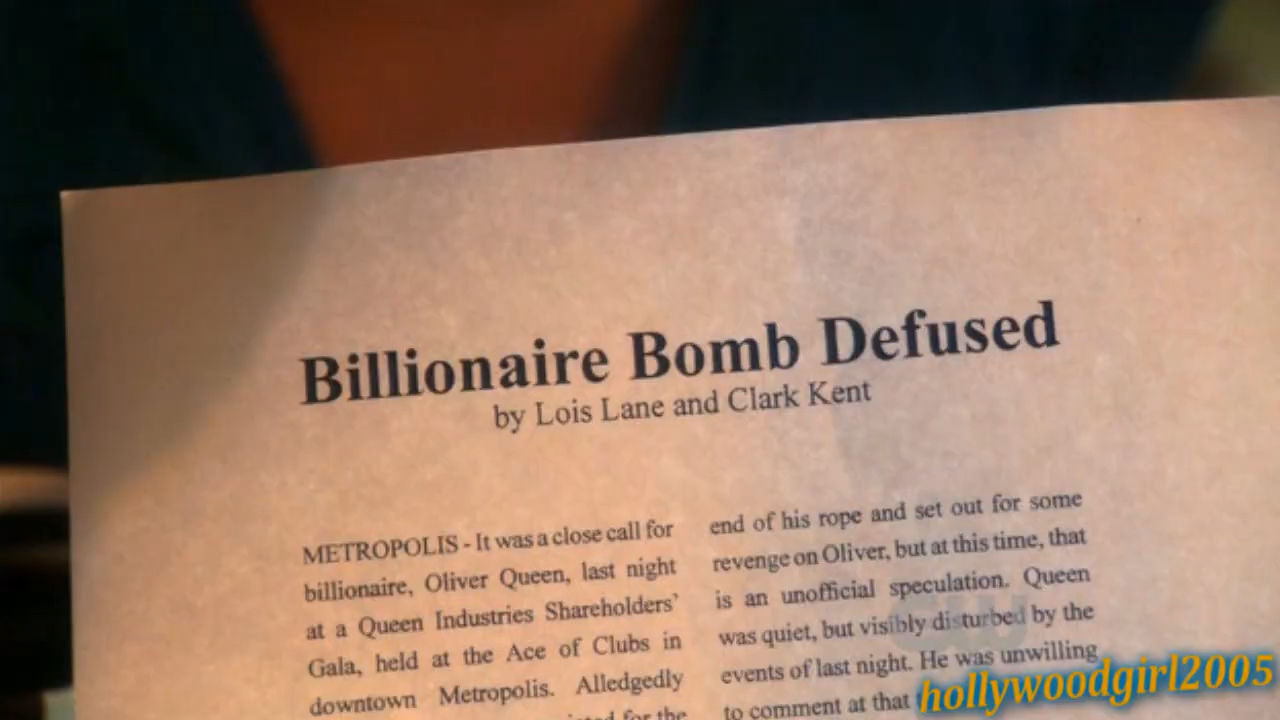 Billionaire Bomb Defused
by Lois Lane and Clark Kent
METROPOLIS - It was a close call for
billionaire, Oliver Queen, last night
at a Queen Industries Shareholders'
Gala, held at the Ace of Clubs in
downtown Metropolis. Alledgedly
for the
end of his rope and set out for some
revenge on Oliver, but at this time, that
is an unofficial speculation. Queen
was quiet, but visibly disturbed by the
events of last night. He was unwilling
to comment at that
CW
hollywoodgirl2005